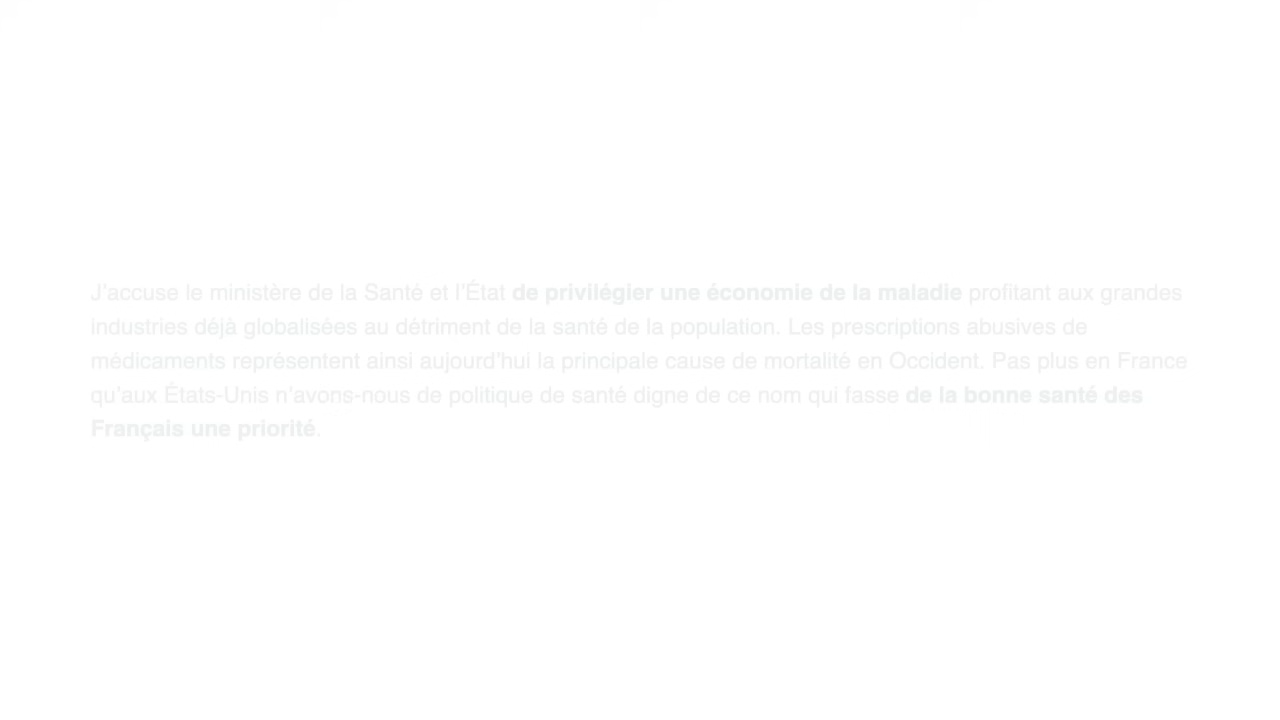 J'accuse le ministère de la Santé et l'État de privilégier une économie de la maladie profitant aux grandes
industries déjà globalisées au détriment de la santé de la population. Les prescriptions abusives de
médicaments représentent ainsi aujourd'hui la principale cause de mortalité en Occident. Pas plus en France
qu'aux États-Unis n'avons-nous de politique de santé digne de ce nom qui fasse de la bonne santé des
Français une priorité.